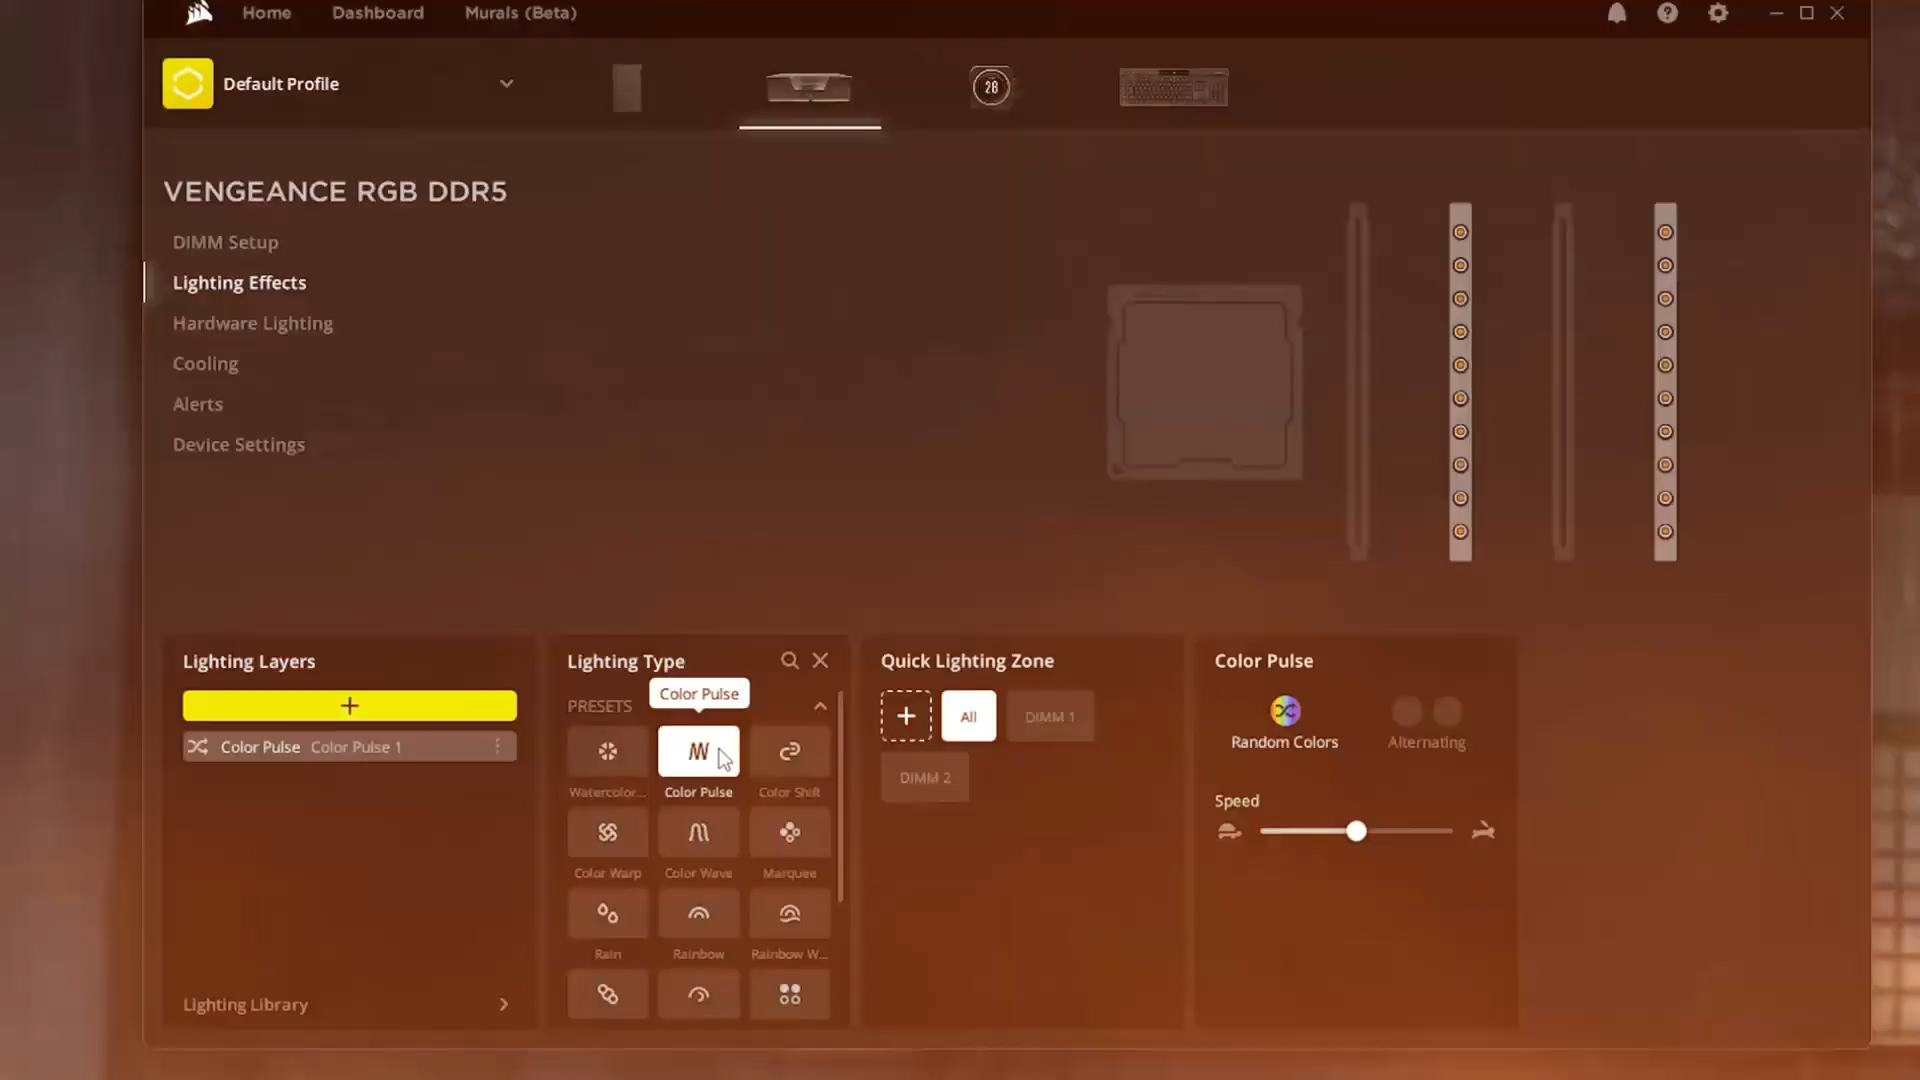 Home Dashboard Murals (Beta)
Default Profile
28
VENGEANCE RGB DDR5
DIMM Setup
Lighting Effects
Hardware Lighting
Cooling
Alerts
Device Settings
Lighting Layers
Color Pulse Color Pulse 1
Lighting Library
Lighting Type
Color Pulse
PRESETS
Watercolor... Color Pulse Color Shift
Color Warp Color Wave Marquee
Rain Rainbow Rainbow W...
Quick Lighting Zone
All DIMM 1
DIMM 2
Color Pulse
Random Colors Alternating
Speed